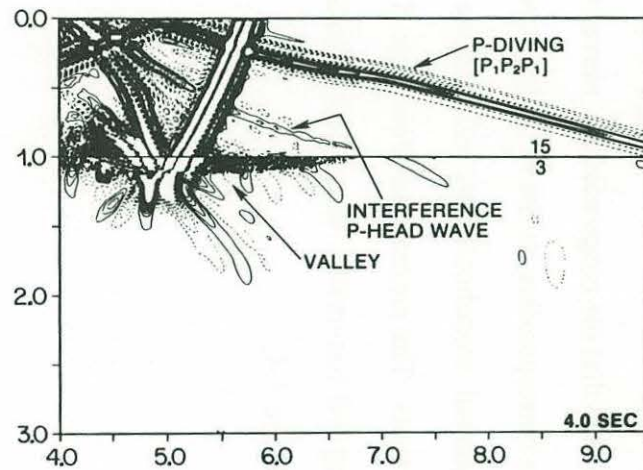 0.0
P-DIVING
[P₁P₂P₁]
1.0
15
3
INTERFERENCE
P-HEAD WAVE
VALLEY
2.0
4.0 SEC
3.0
4.0 5.0 6.0 7.0 8.0 9.0